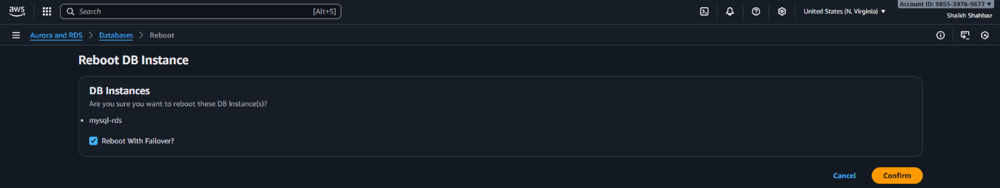 aws
Search [Alt+S]
United States (N. Virginia) ▼
Account ID: 9855-3976-9677 ▼
Shaikh Shahbaz
Aurora and RDS > Databases > Reboot
Reboot DB Instance
DB Instances
Are you sure you want to reboot these DB Instance(s)?
• mysql-rds
Reboot With Failover?
Cancel Confirm